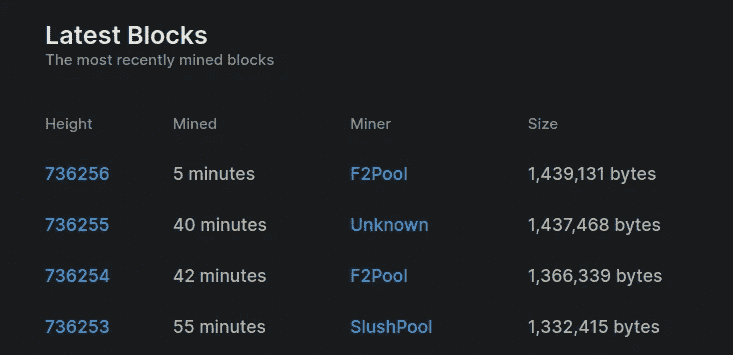 Latest Blocks
The most recently mined blocks
Height Mined Miner Size
736256 5 minutes F2Pool 1,439,131 bytes
736255 40 minutes Unknown 1,437,468 bytes
736254 42 minutes F2Pool 1,366,339 bytes
736253 55 minutes SlushPool 1,332,415 bytes